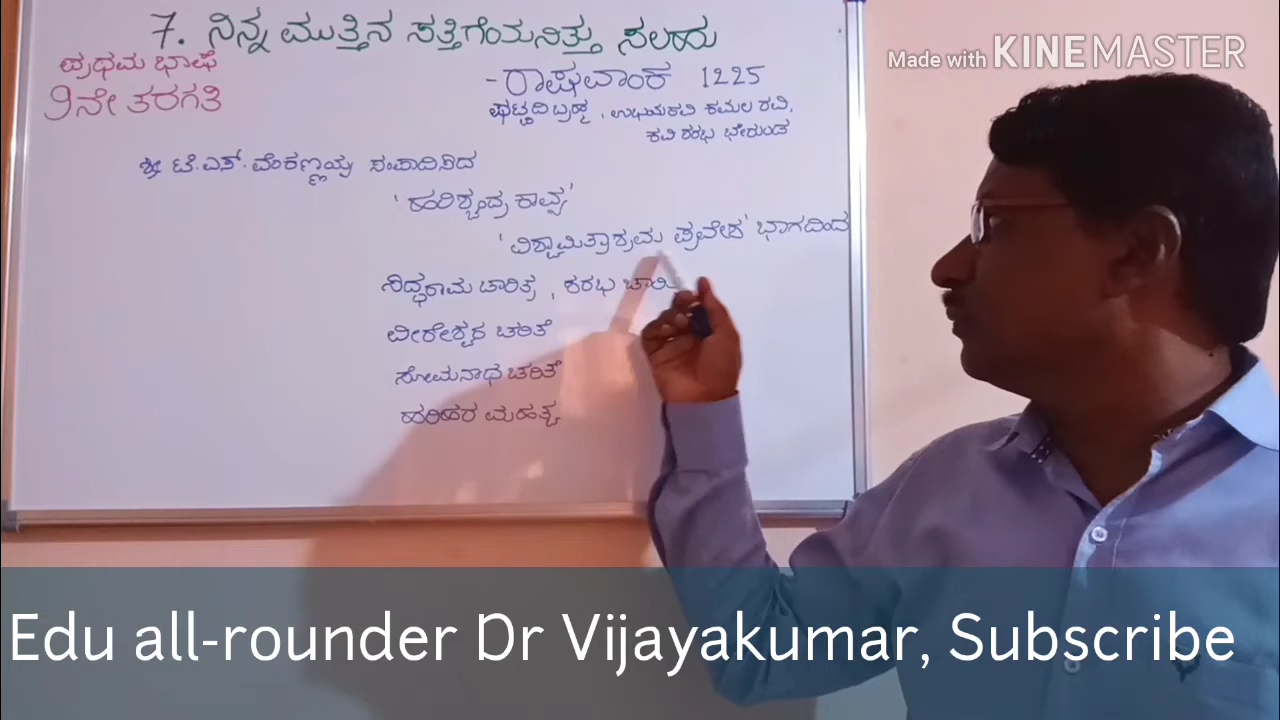 7. ನಿನ್ನ ಮುತ್ತಿನ ಸತ್ತಿಗೆಯನಿತ್ತು ಸಲಹು
Made with KINEMASTER
ಪ್ರಥಮ ಭಾಷೆ
೨ನೇ ತರಗತಿ
- ರಾಘವಾಂಕ 1225
ಷಟ್ಪದಿ ಬ್ರಹ್ಮ, ಉಭಯಕವಿ ಕಮಲ ರವಿ,
ಕವಿ ಶರಭ ಭೇರುಂಡ
ಶ್ರೀ ಟಿ.ಎಸ್. ವೆಂಕಣ್ಣಯ್ಯ ಸಂಪಾದಿಸಿದ
'ಹರಿಶ್ಚಂದ್ರ ಕಾವ್ಯ'
'ವಿಶ್ವಾಮಿತ್ರಾಶ್ರಮ ಪ್ರವೇಶ' ಭಾಗದಿಂದ
ಸಿದ್ಧರಾಮ ಚಾರಿತ್ರ, ಶರಭ
ವೀರೇಶ್ವರ ಚರಿತೆ
ಸೋಮನಾಥ ಚರಿತೆ
ಹರಿಹರ ಮಹತ್ವ
Edu all-rounder Dr Vijayakumar, Subscribe